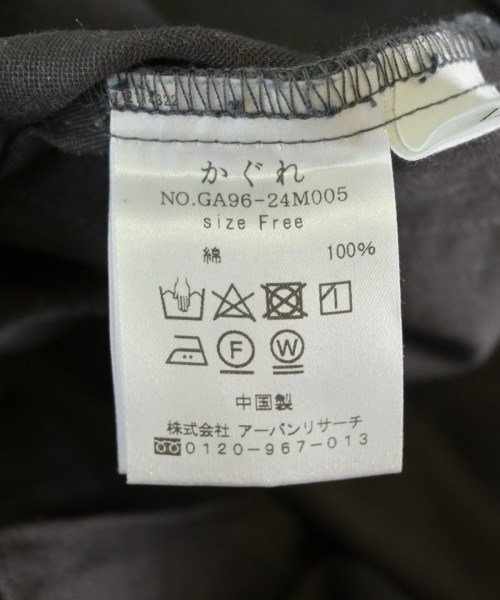 かぐれ
NO.GA96-24M005
size Free
綿 100%
F W
中国製
株式会社 アーバンリサーチ
0120-967-013